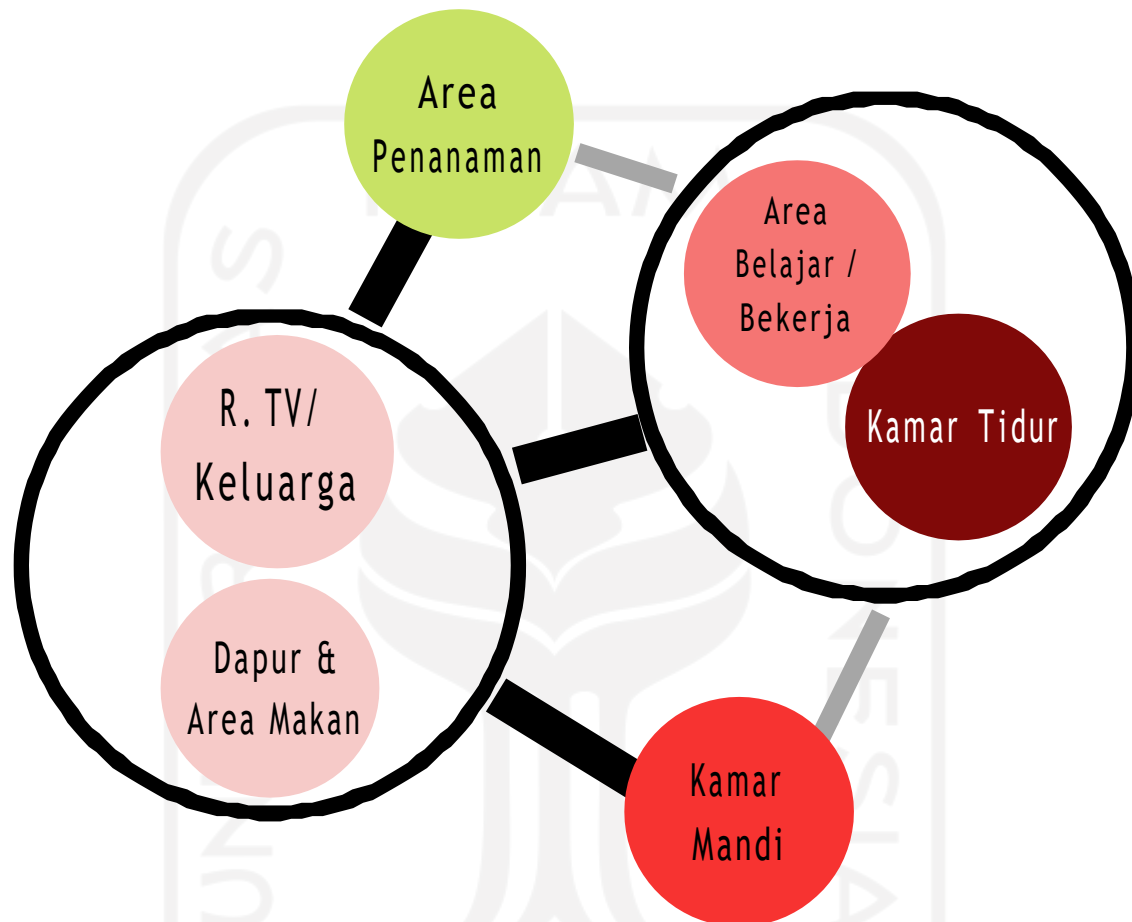 Area
Penanaman
Area
Belajar /
Bekerja
Kamar Tidur
R. TV/
Keluarga
Dapur &
Area Makan
Kamar
Mandi